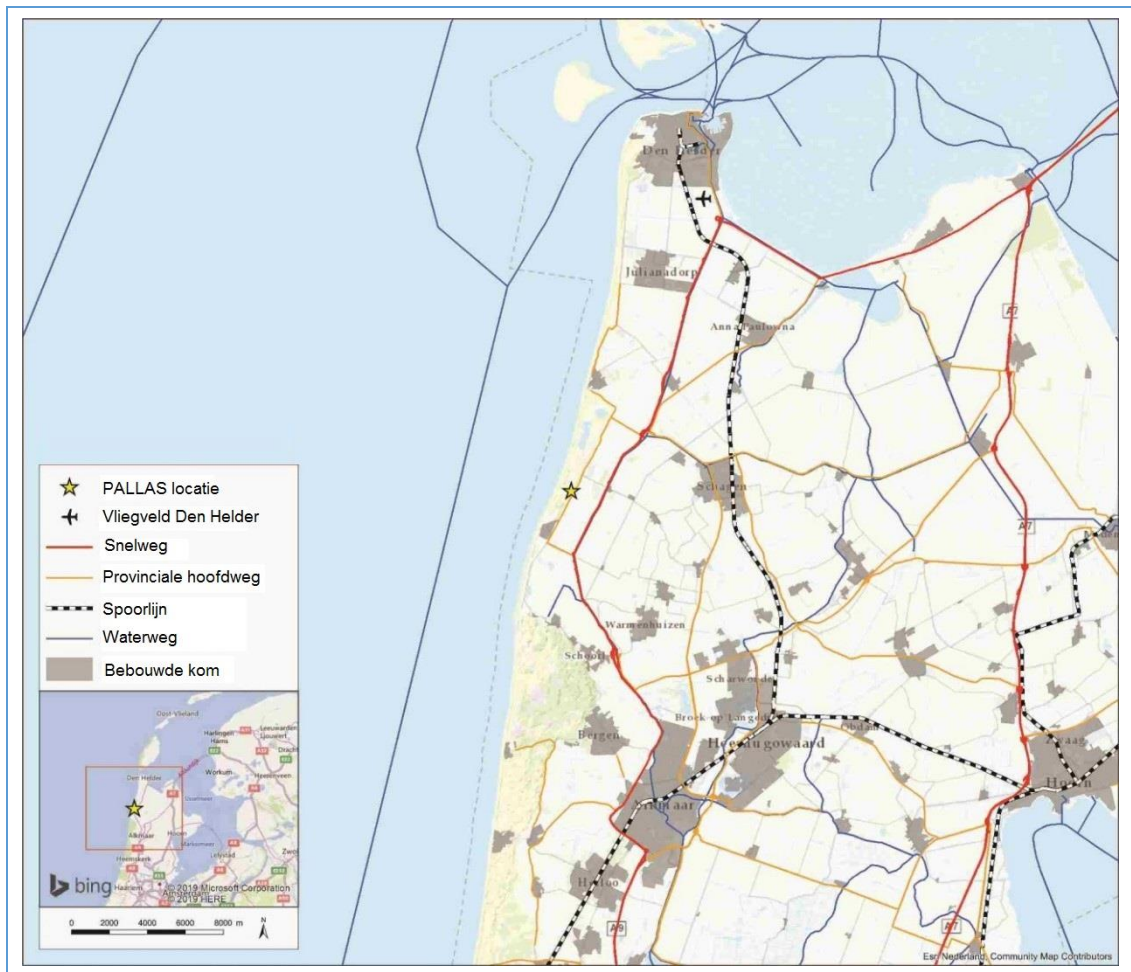 Den Helder
Julianadorp
Anna Paulowna
A7
Schagen
A7
Warmenhuizen
Schoorl
Scharwoude
Broek op Langedijk
Bergen
Heerhugowaard
Obdam
Zwaag
Hoorn
Alkmaar
Heiloo
A9
A7
PALLAS locatie
Vliegveld Den Helder
Snelweg
Provinciale hoofdweg
Spoorlijn
Waterweg
Bebouwde kom
Oost-Vlieland
Harlingen
Leeuwarden
Den Helder
Workum
Heerenveen
Alkmaar
Hoorn
Markermeer
Lelystad
Heemskerk
Haarlem
Amsterdam
bing
© 2019 Microsoft Corporation
© 2019 HERE
0 2000 4000 6000 8000 m
N
Esri Nederland, Community Map Contributors